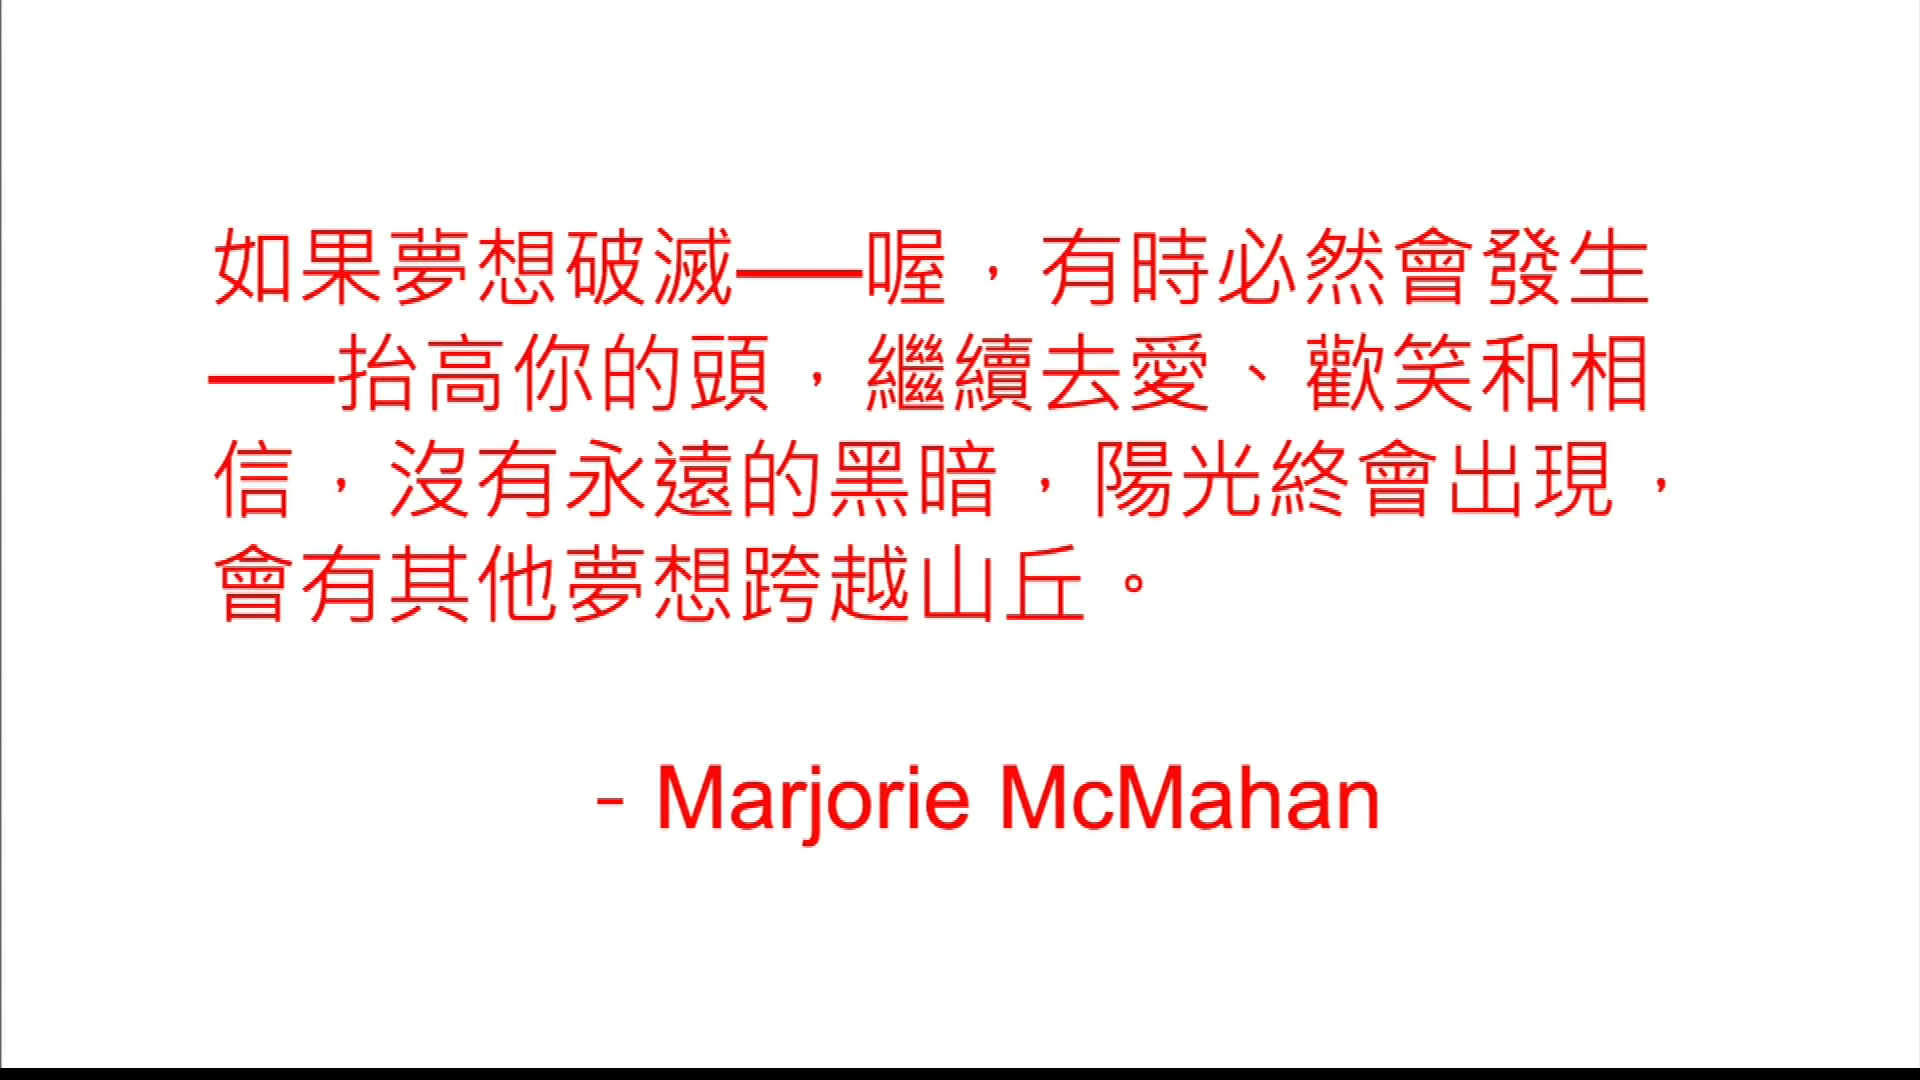 如果夢想破滅——喔，有時必然會發生
——抬高你的頭，繼續去愛、歡笑和相
信，沒有永遠的黑暗，陽光終會出現，
會有其他夢想跨越山丘。
- Marjorie McMahan